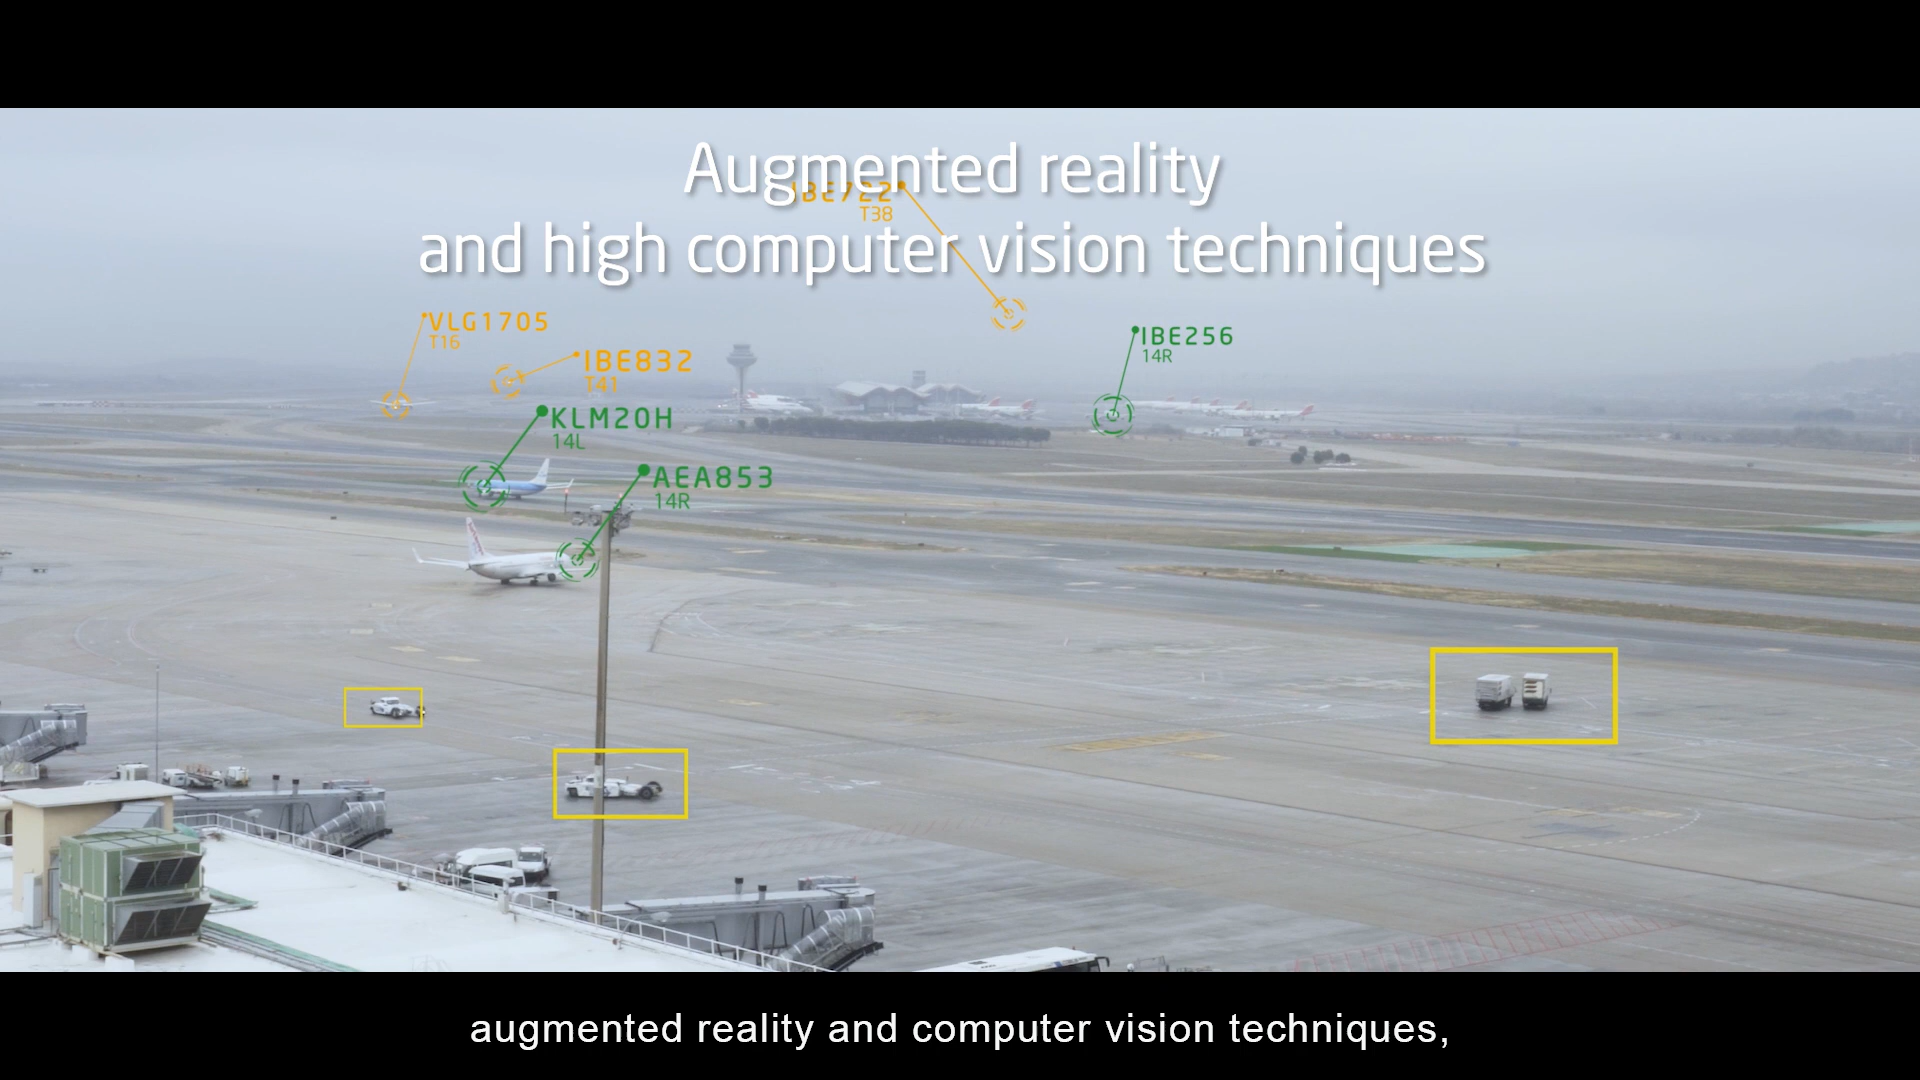 Augmented reality
IBE722
T38
and high computer vision techniques
VLG1705
T16
IBE256
14R
IBE832
T41
KLM20H
14L
AEA853
14R
augmented reality and computer vision techniques,